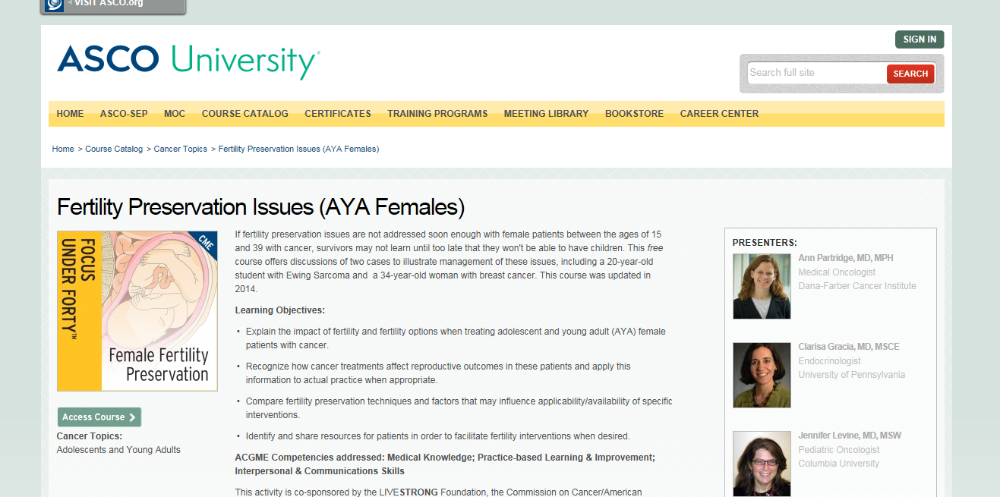 VISIT ASCO.org
SIGN IN
ASCO University®
Search full site
SEARCH
HOME ASCO-SEP MOC COURSE CATALOG CERTIFICATES TRAINING PROGRAMS MEETING LIBRARY BOOKSTORE CAREER CENTER
Home > Course Catalog > Cancer Topics > Fertility Preservation Issues (AYA Females)
Fertility Preservation Issues (AYA Females)
FOCUS
UNDER FORTY™
CME
Female Fertility
Preservation
Access Course
Cancer Topics:
Adolescents and Young Adults
If fertility preservation issues are not addressed soon enough with female patients between the ages of 15
and 39 with cancer, survivors may not learn until too late that they won't be able to have children. This free
course offers discussions of two cases to illustrate management of these issues, including a 20-year-old
student with Ewing Sarcoma and a 34-year-old woman with breast cancer. This course was updated in
2014.
Learning Objectives:
• Explain the impact of fertility and fertility options when treating adolescent and young adult (AYA) female
patients with cancer.
• Recognize how cancer treatments affect reproductive outcomes in these patients and apply this
information to actual practice when appropriate.
• Compare fertility preservation techniques and factors that may influence applicability/availability of specific
interventions.
• Identify and share resources for patients in order to facilitate fertility interventions when desired.
ACGME Competencies addressed: Medical Knowledge; Practice-based Learning & Improvement;
Interpersonal & Communications Skills
This activity is co-sponsored by the LIVESTRONG Foundation, the Commission on Cancer/American
PRESENTERS:
Ann Partridge, MD, MPH
Medical Oncologist
Dana-Farber Cancer Institute
Clarisa Gracia, MD, MSCE
Endocrinologist
University of Pennsylvania
Jennifer Levine, MD, MSW
Pediatric Oncologist
Columbia University